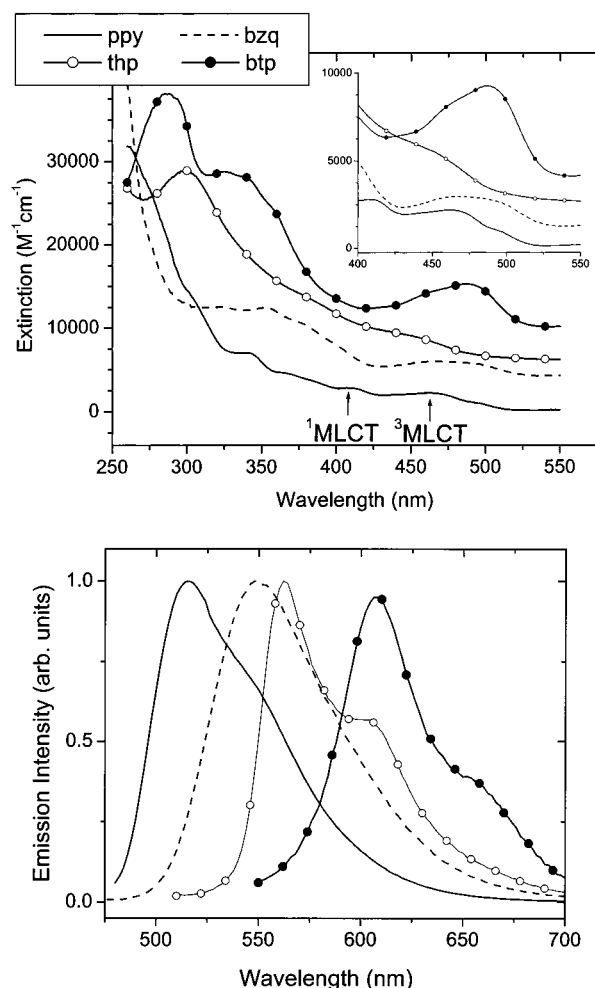 ppy bzq
thp btp
Extinction (M⁻¹cm⁻¹)
30000
20000
10000
0
10000
5000
0
400 450 500 550
¹MLCT ³MLCT
250 300 350 400 450 500 550
Wavelength (nm)
Emission Intensity (arb. units)
1.0
0.5
0.0
500 550 600 650 700
Wavelength (nm)